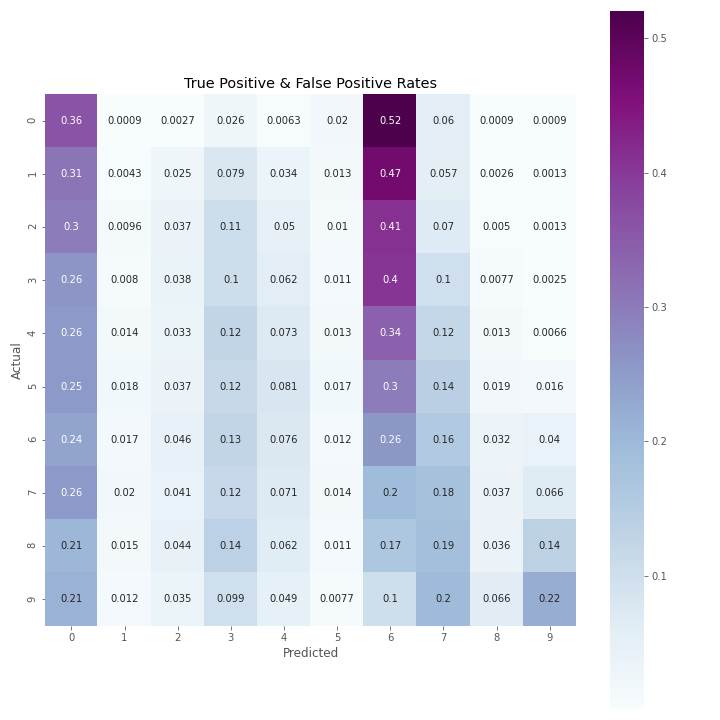 True Positive & False Positive Rates
0 0.36 0.0009 0.0027 0.026 0.0063 0.02 0.52 0.06 0.0009 0.0009
1 0.31 0.0043 0.025 0.079 0.034 0.013 0.47 0.057 0.0026 0.0013
2 0.3 0.0096 0.037 0.11 0.05 0.01 0.41 0.07 0.005 0.0013
3 0.26 0.008 0.038 0.1 0.062 0.011 0.4 0.1 0.0077 0.0025
4 0.26 0.014 0.033 0.12 0.073 0.013 0.34 0.12 0.013 0.0066
5 0.25 0.018 0.037 0.12 0.081 0.017 0.3 0.14 0.019 0.016
6 0.24 0.017 0.046 0.13 0.076 0.012 0.26 0.16 0.032 0.04
7 0.26 0.02 0.041 0.12 0.071 0.014 0.2 0.18 0.037 0.066
8 0.21 0.015 0.044 0.14 0.062 0.011 0.17 0.19 0.036 0.14
9 0.21 0.012 0.035 0.099 0.049 0.0077 0.1 0.2 0.066 0.22
0 1 2 3 4 5 6 7 8 9
Predicted
Actual
0.5
0.4
0.3
0.2
0.1